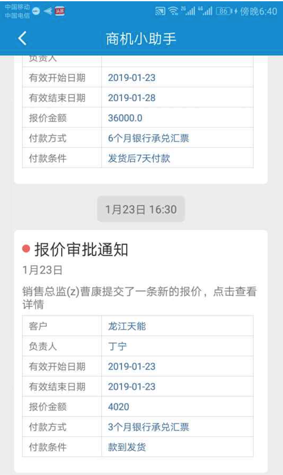 中国移动
中国电信
86
傍晚6:40
商机小助手
负责人
有效开始日期 2019-01-23
有效结束日期 2019-01-28
报价金额 36000.0
付款方式 6个月银行承兑汇票
付款条件 发货后7天付款
1月23日 16:30
报价审批通知
1月23日
销售总监(z)曹康提交了一条新的报价，点击查看
详情
客户 龙江天能
负责人 丁宁
有效开始日期 2019-01-23
有效结束日期 2019-01-23
报价金额 4020
付款方式 3个月银行承兑汇票
付款条件 款到发货